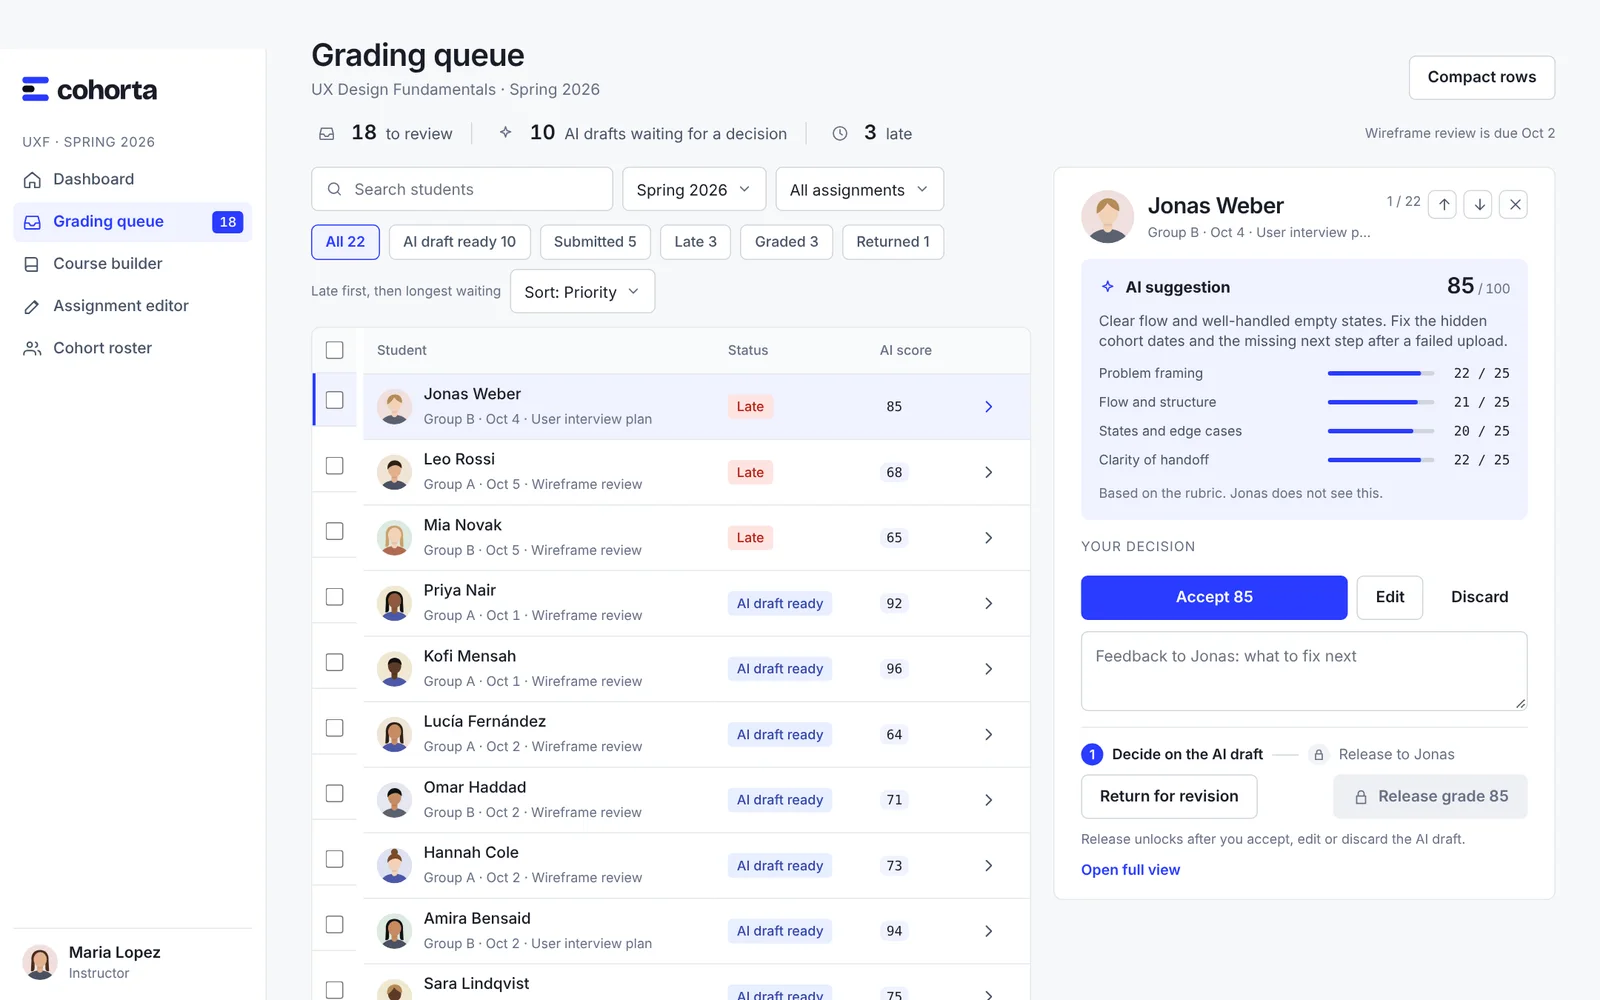 cohorta
UXF · SPRING 2026
Dashboard
Grading queue 18
Course builder
Assignment editor
Cohort roster
Maria Lopez
Instructor
Grading queue
UX Design Fundamentals · Spring 2026
Compact rows
18 to review
10 AI drafts waiting for a decision
3 late
Wireframe review is due Oct 2
Search students
Spring 2026
All assignments
All 22
AI draft ready 10
Submitted 5
Late 3
Graded 3
Returned 1
Late first, then longest waiting
Sort: Priority
Student Status AI score
Jonas Weber
Group B · Oct 4 · User interview plan
Late 85
Leo Rossi
Group A · Oct 5 · Wireframe review
Late 68
Mia Novak
Group B · Oct 5 · Wireframe review
Late 65
Priya Nair
Group A · Oct 1 · Wireframe review
AI draft ready 92
Kofi Mensah
Group A · Oct 1 · Wireframe review
AI draft ready 96
Lucía Fernández
Group A · Oct 2 · Wireframe review
AI draft ready 64
Omar Haddad
Group B · Oct 2 · Wireframe review
AI draft ready 71
Hannah Cole
Group A · Oct 2 · Wireframe review
AI draft ready 73
Amira Bensaid
Group B · Oct 2 · User interview plan
AI draft ready 94
Sara Lindqvist
AI draft ready 75
Jonas Weber
Group B · Oct 4 · User interview p...
1 / 22
AI suggestion
85 / 100
Clear flow and well-handled empty states. Fix the hidden
cohort dates and the missing next step after a failed upload.
Problem framing 22 / 25
Flow and structure 21 / 25
States and edge cases 20 / 25
Clarity of handoff 22 / 25
Based on the rubric. Jonas does not see this.
YOUR DECISION
Accept 85
Edit
Discard
Feedback to Jonas: what to fix next
1 Decide on the AI draft
Release to Jonas
Return for revision
Release grade 85
Release unlocks after you accept, edit or discard the AI draft.
Open full view